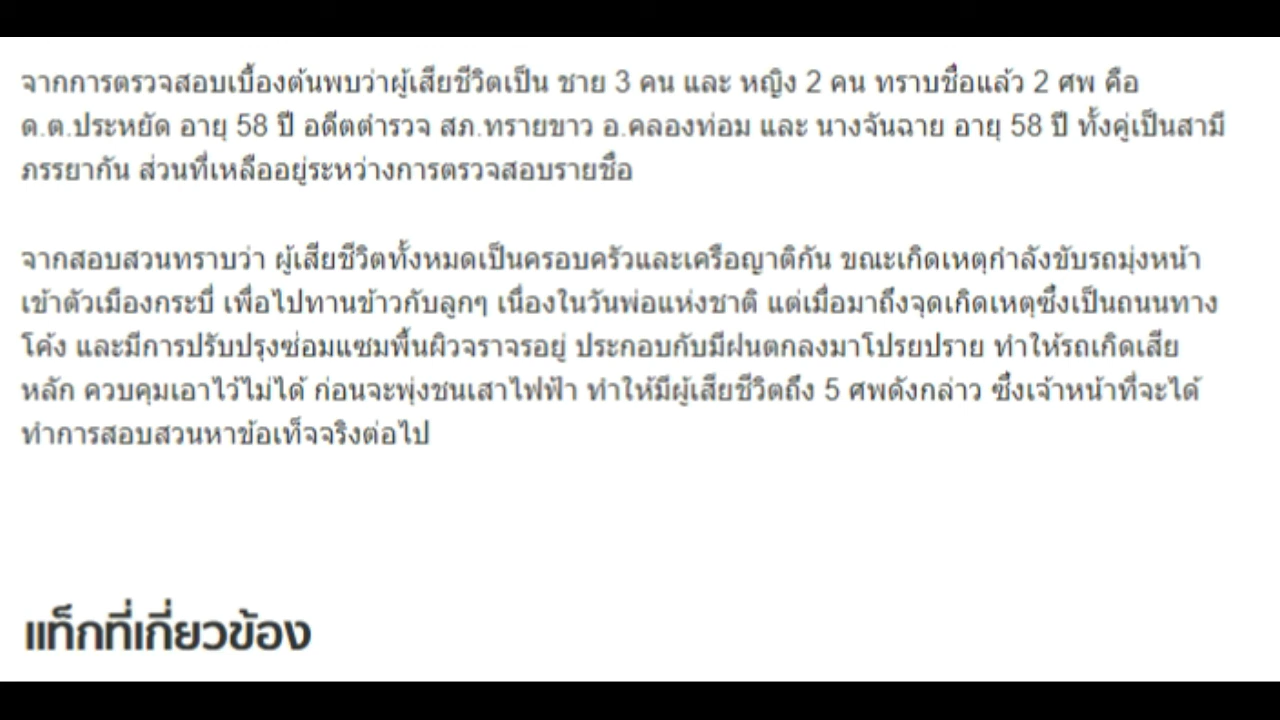 จากการตรวจสอบเบื้องต้นพบว่าผู้เสียชีวิตเป็น ชาย 3 คน และ หญิง 2 คน ทราบชื่อแล้ว 2 ศพ คือ
ด.ต.ประหยัด อายุ 58 ปี อดีตตำรวจ สภ.ทรายขาว อ.คลองท่อม และ นางจันฉาย อายุ 58 ปี ทั้งคู่เป็นสามี
ภรรยากัน ส่วนที่เหลืออยู่ระหว่างการตรวจสอบรายชื่อ
จากสอบสวนทราบว่า ผู้เสียชีวิตทั้งหมดเป็นครอบครัวและเครือญาติกัน ขณะเกิดเหตุกำลังขับรถมุ่งหน้า
เข้าตัวเมืองกระบี่ เพื่อไปทานข้าวกับลูกๆ เนื่องในวันพ่อแห่งชาติ แต่เมื่อมาถึงจุดเกิดเหตุซึ่งเป็นถนนทาง
โค้ง และมีการปรับปรุงซ่อมแซมพื้นผิวจราจรอยู่ ประกอบกับมีฝนตกลงมาโปรยปราย ทำให้รถเกิดเสีย
หลัก ควบคุมเอาไว้ไม่ได้ ก่อนจะพุ่งชนเสาไฟฟ้า ทำให้มีผู้เสียชีวิตถึง 5 ศพดังกล่าว ซึ่งเจ้าหน้าที่จะได้
ทำการสอบสวนหาข้อเท็จจริงต่อไป
แท็กที่เกี่ยวข้อง